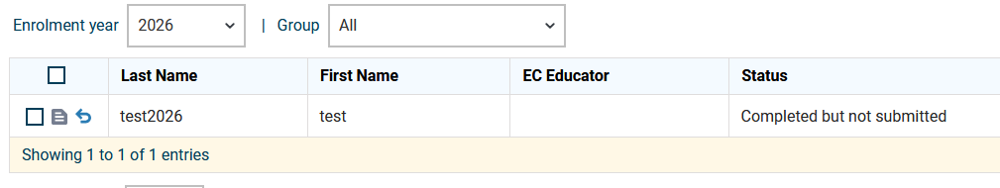 Enrolment year 2026 | Group All
Last Name First Name EC Educator Status
test2026 test Completed but not submitted
Showing 1 to 1 of 1 entries